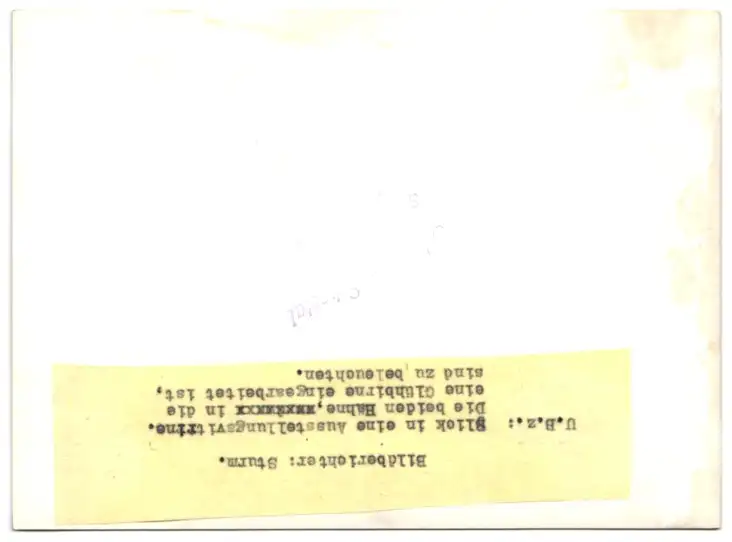 Bildberichter: Sturm.
U.B.z.: Blick in eine Ausstellungsvitrine.
Die beiden Hähne, xxxxxxx in die
eine Glühbirne eingearbeitet ist,
sind zu beleuchten.